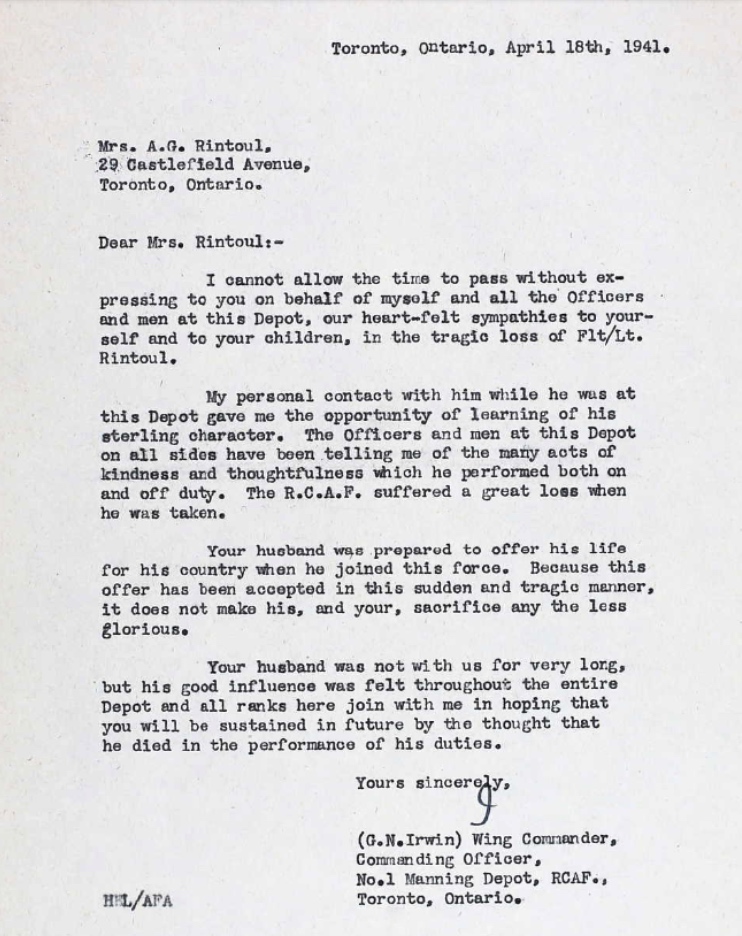 Toronto, Ontario, April 18th, 1941.
Mrs. A.G. Rintoul,
29 Castlefield Avenue,
Toronto, Ontario.
Dear Mrs. Rintoul:-
I cannot allow the time to pass without ex-
pressing to you on behalf of myself and all the Officers
and men at this Depot, our heart-felt sympathies to your-
self and to your children, in the tragic loss of Flt/Lt.
Rintoul.
My personal contact with him while he was at
this Depot gave me the opportunity of learning of his
sterling character. The Officers and men at this Depot
on all sides have been telling me of the many acts of
kindness and thoughtfulness which he performed both on
and off duty. The R.C.A.F. suffered a great loss when
he was taken.
Your husband was prepared to offer his life
for his country when he joined this force. Because this
offer has been accepted in this sudden and tragic manner,
it does not make his, and your, sacrifice any the less
glorious.
Your husband was not with us for very long,
but his good influence was felt throughout the entire
Depot and all ranks here join with me in hoping that
you will be sustained in future by the thought that
he died in the performance of his duties.
Yours sincerely,
(G.N.Irwin) Wing Commander,
Commanding Officer,
No.1 Manning Depot, RCAF.,
Toronto, Ontario.